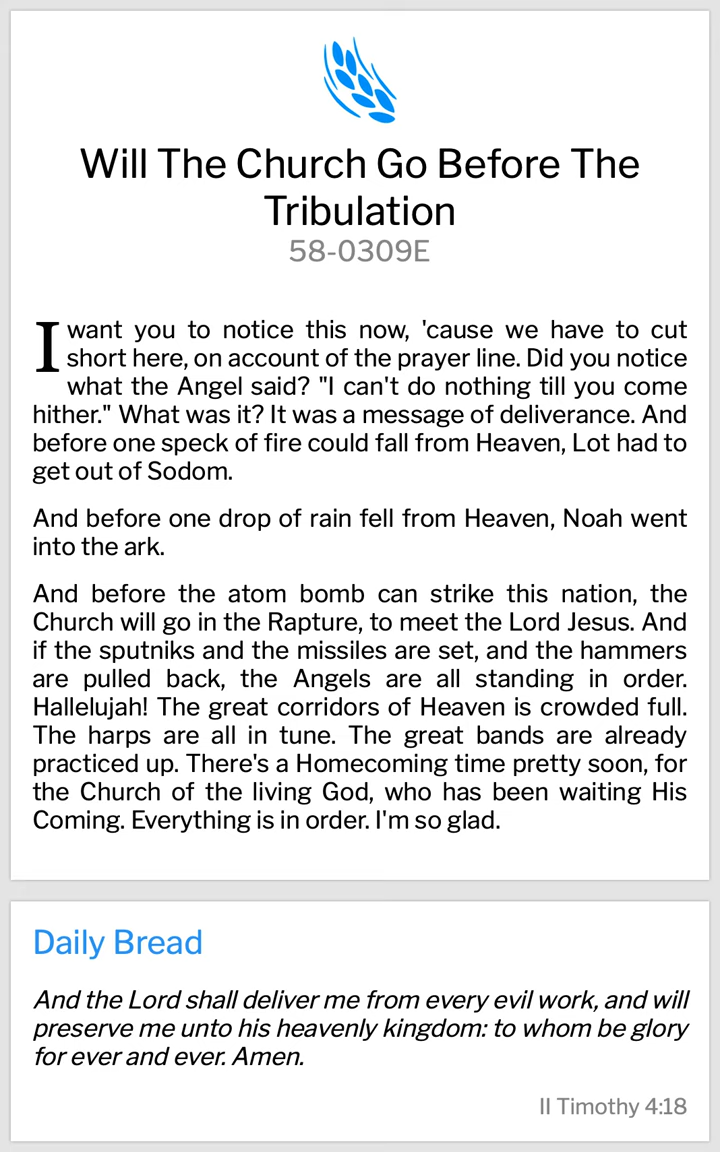 Will The Church Go Before The
Tribulation
58-0309E
I want you to notice this now, 'cause we have to cut
short here, on account of the prayer line. Did you notice
what the Angel said? "I can't do nothing till you come
hither." What was it? It was a message of deliverance. And
before one speck of fire could fall from Heaven, Lot had to
get out of Sodom.
And before one drop of rain fell from Heaven, Noah went
into the ark.
And before the atom bomb can strike this nation, the
Church will go in the Rapture, to meet the Lord Jesus. And
if the sputniks and the missiles are set, and the hammers
are pulled back, the Angels are all standing in order.
Hallelujah! The great corridors of Heaven is crowded full.
The harps are all in tune. The great bands are already
practiced up. There's a Homecoming time pretty soon, for
the Church of the living God, who has been waiting His
Coming. Everything is in order. I'm so glad.
Daily Bread
And the Lord shall deliver me from every evil work, and will
preserve me unto his heavenly kingdom: to whom be glory
for ever and ever. Amen.
II Timothy 4:18